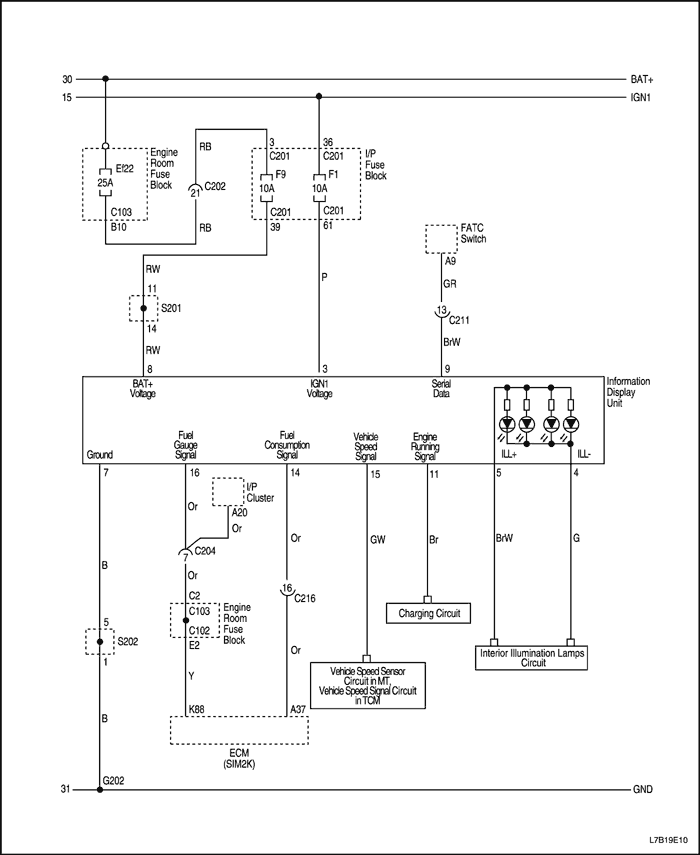 30 BAT+
15 IGN1
Engine
Room
Fuse
Block
Ef22
25A
C103
B10
RB
21 C202
RB
3
C201
F9
10A
C201
39
36
C201
F1
10A
C201
61
I/P
Fuse
Block
FATC
Switch
A9
GR
13
C211
BrW
RW
11
S201
14
RW
P
8
BAT+
Voltage
3
IGN1
Voltage
9
Serial
Data
Information
Display
Unit
ILL+
ILL-
Ground
Fuel
Gauge
Signal
Fuel
Consumption
Signal
Vehicle
Speed
Signal
Engine
Running
Signal
7
16
14
15
11
5
4
I/P
Cluster
A20
Or
Or
C204
7
Or
C2
C103
C102
E2
Engine
Room
Fuse
Block
Y
K88
Or
16
C216
Or
A37
ECM
(SIM2K)
B
5
S202
1
B
G202
GW
Vehicle Speed Sensor
Circuit in MT,
Vehicle Speed Signal Circuit
in TCM
Br
Charging Circuit
BrW
G
Interior Illumination Lamps
Circuit
31 GND
L7B19E10